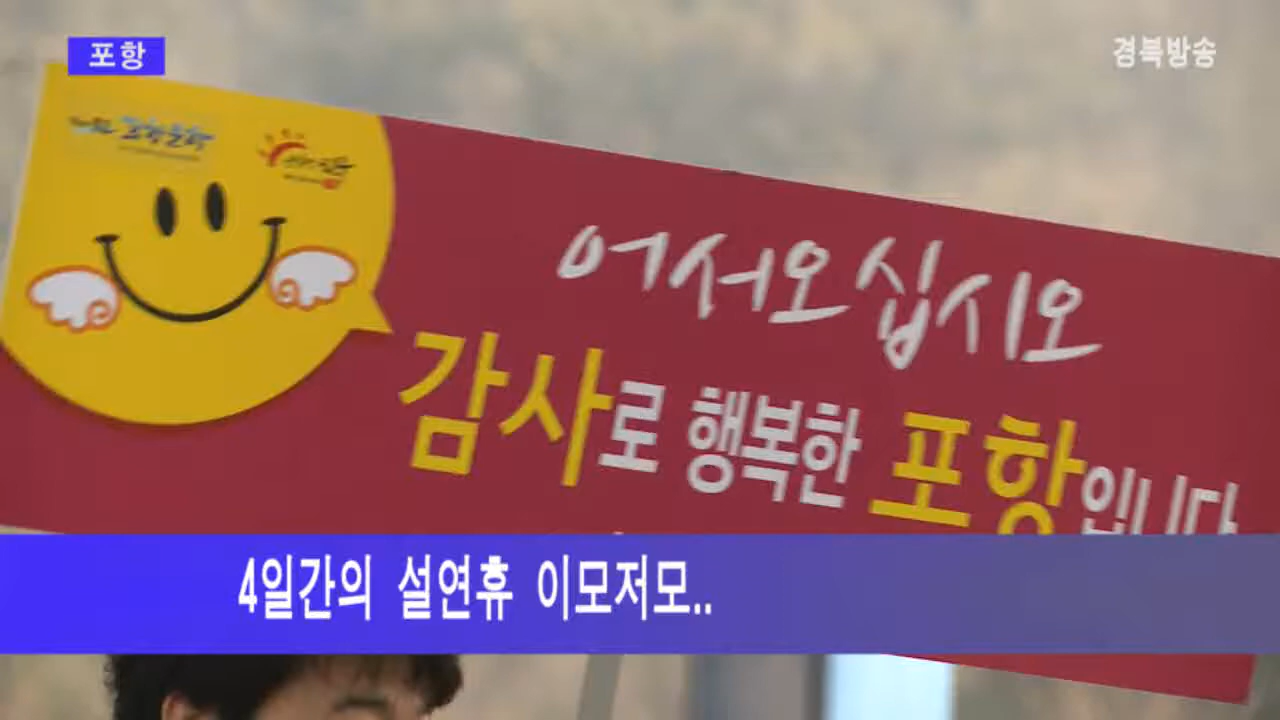 포항
경북방송
어서오십시오
감사로 행복한 포항입니다
4일간의 설연휴 이모저모..